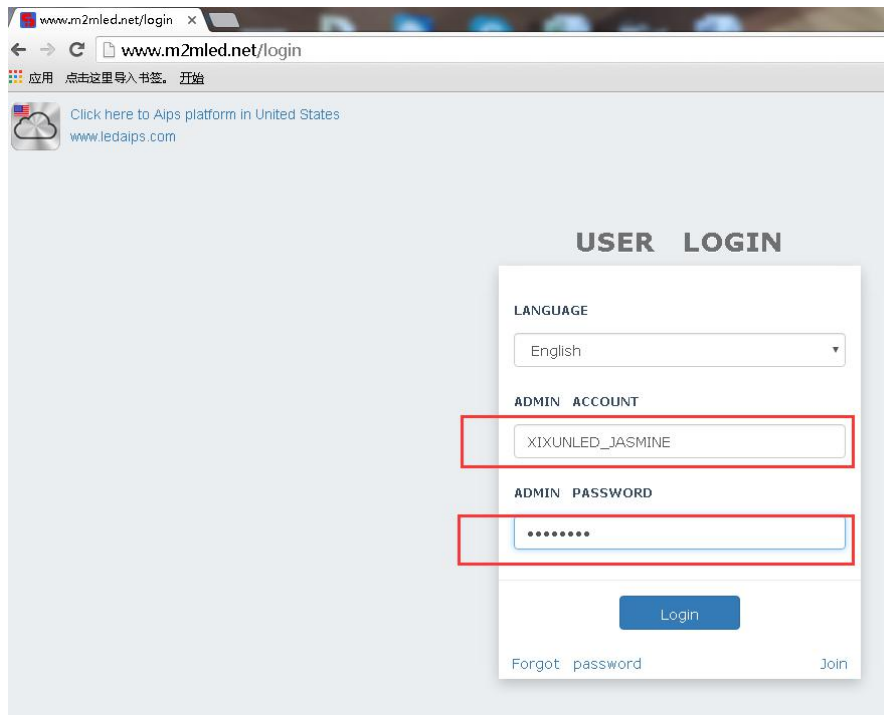 www.m2mled.net/login
www.m2mled.net/login
应用 点击这里导入书签。 开始
Click here to Aips platform in United States
www.ledaips.com
USER LOGIN
LANGUAGE
English
ADMIN ACCOUNT
XIXUNLED_JASMINE
ADMIN PASSWORD
••••••••
Login
Forgot password Join